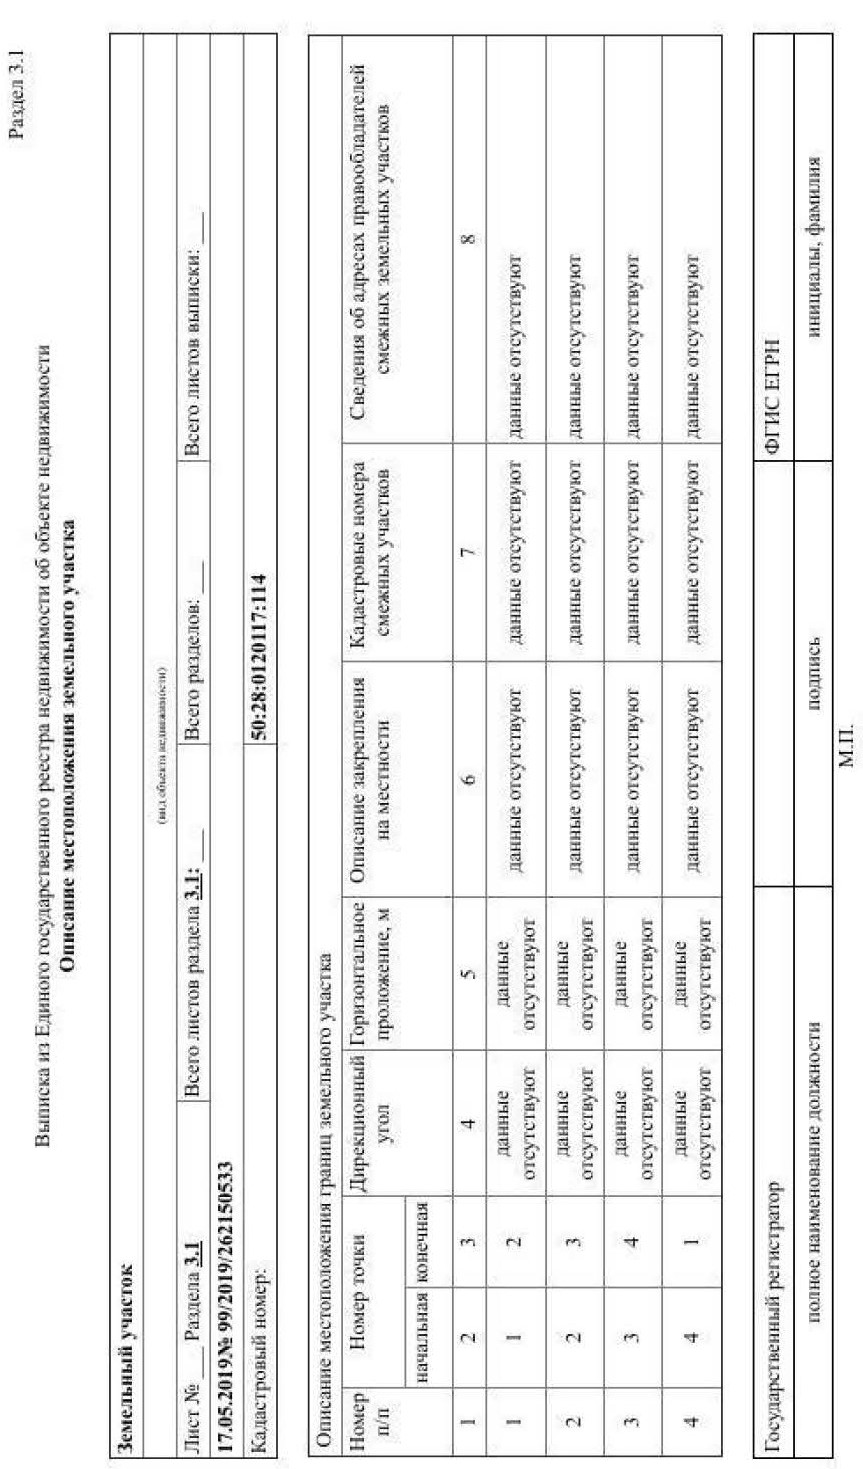 Раздел 3.1
Выписка из Единого государственного реестра недвижимости об объекте недвижимости
Описание местоположения земельного участка
Земельный участок
(вид объекта недвижимости)
Лист № ___ Раздела 3.1 Всего листов раздела 3.1: ___ Всего разделов: ___ Всего листов выписки: ___
17.05.2019№ 99/2019/262150533
Кадастровый номер: 50:28:0120117:114
Описание местоположения границ земельного участка
Номер п/п Номер точки Дирекционный угол Горизонтальное проложение, м Описание закрепления на местности Кадастровые номера смежных участков Сведения об адресах правообладателей смежных земельных участков
начальная конечная
1 2 3 4 5 6 7 8
1 1 2 данные отсутствуют данные отсутствуют данные отсутствуют данные отсутствуют данные отсутствуют
2 2 3 данные отсутствуют данные отсутствуют данные отсутствуют данные отсутствуют данные отсутствуют
3 3 4 данные отсутствуют данные отсутствуют данные отсутствуют данные отсутствуют данные отсутствуют
4 4 1 данные отсутствуют данные отсутствуют данные отсутствуют данные отсутствуют данные отсутствуют
Государственный регистратор ФГИС ЕГРН
полное наименование должности подпись инициалы, фамилия
М.П.